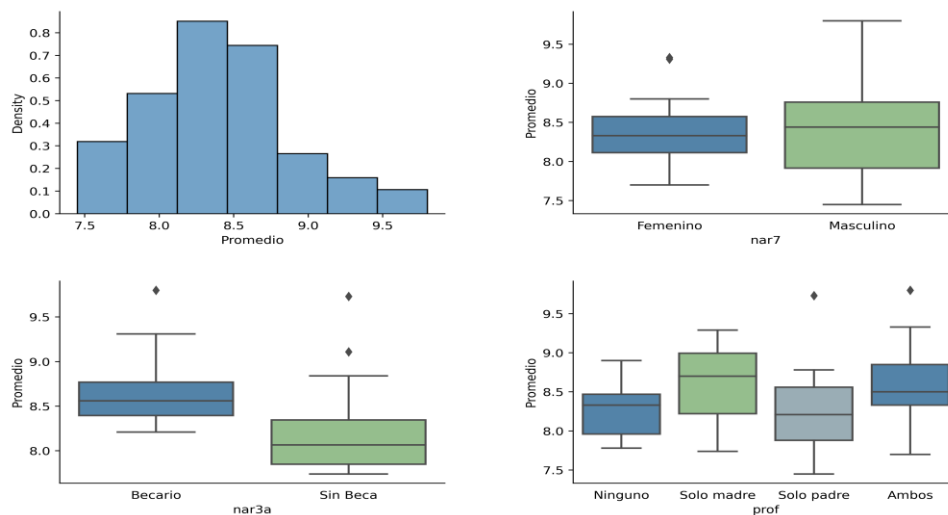 0.8
0.7
0.6
0.5
0.4
0.3
0.2
0.1
0.0
Density
7.5 8.0 8.5 9.0 9.5
Promedio
9.5
9.0
8.5
8.0
7.5
Promedio
Femenino Masculino
nar7
9.5
9.0
8.5
8.0
Promedio
Becario Sin Beca
nar3a
9.5
9.0
8.5
8.0
7.5
Promedio
Ninguno Solo madre Solo padre Ambos
prof